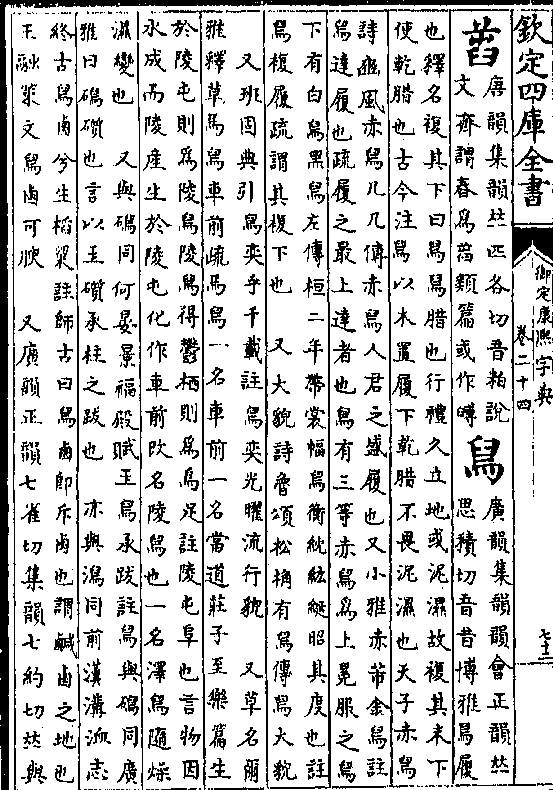 欽定四庫全書
御定康熙字典
卷二十四
七十三
唐韻集韻𠀤匹各切音粕說
文齊謂舂爲 類篇或作
舄
廣韻集韻韻會正韻𠀤
思積切音昔博雅舄履
也釋名複其下曰舄舄腊也行禮久立地或泥濕故複其末下
使乾腊也古今注舄以木置履下乾腊不畏泥濕也天子赤舄
詩豳風赤舄几几傳赤舄人君之盛屨也又小雅赤芾金舄註
舄達屨也疏屨之最上達者也舄有三等赤舄爲上冕服之舄
下有白舄黑舄左傳桓二年帶裳幅舄衡紞紘綖昭其度也註
舄複履疏謂其複下也 又大貌詩魯頌松桷有舄傳舄大貌
又班固典引舄奕乎千載註舄奕光曜流行貌 又草名爾
雅釋草馬舄車前疏馬舄一名車前一名當道莊子至樂篇生
於陵屯則爲陵舄陵舄得鬱栖則爲烏足註陵屯阜也言物因
水成而陵產生於陵屯化作車前改名陵舄也一名澤舄隨燥
濕變也 又與磶同何晏景福殿賦玉舄承跋註舄與磶同廣
雅曰磶礩也言以玉礩承柱之跋也 亦與潟同前漢溝洫志
終古舄鹵兮生稻粱註師古曰舄鹵卽斥鹵也謂鹹鹵之地也
王融策文舄鹵可腴 又廣韻正韻七雀切集韻七約切𠀤與